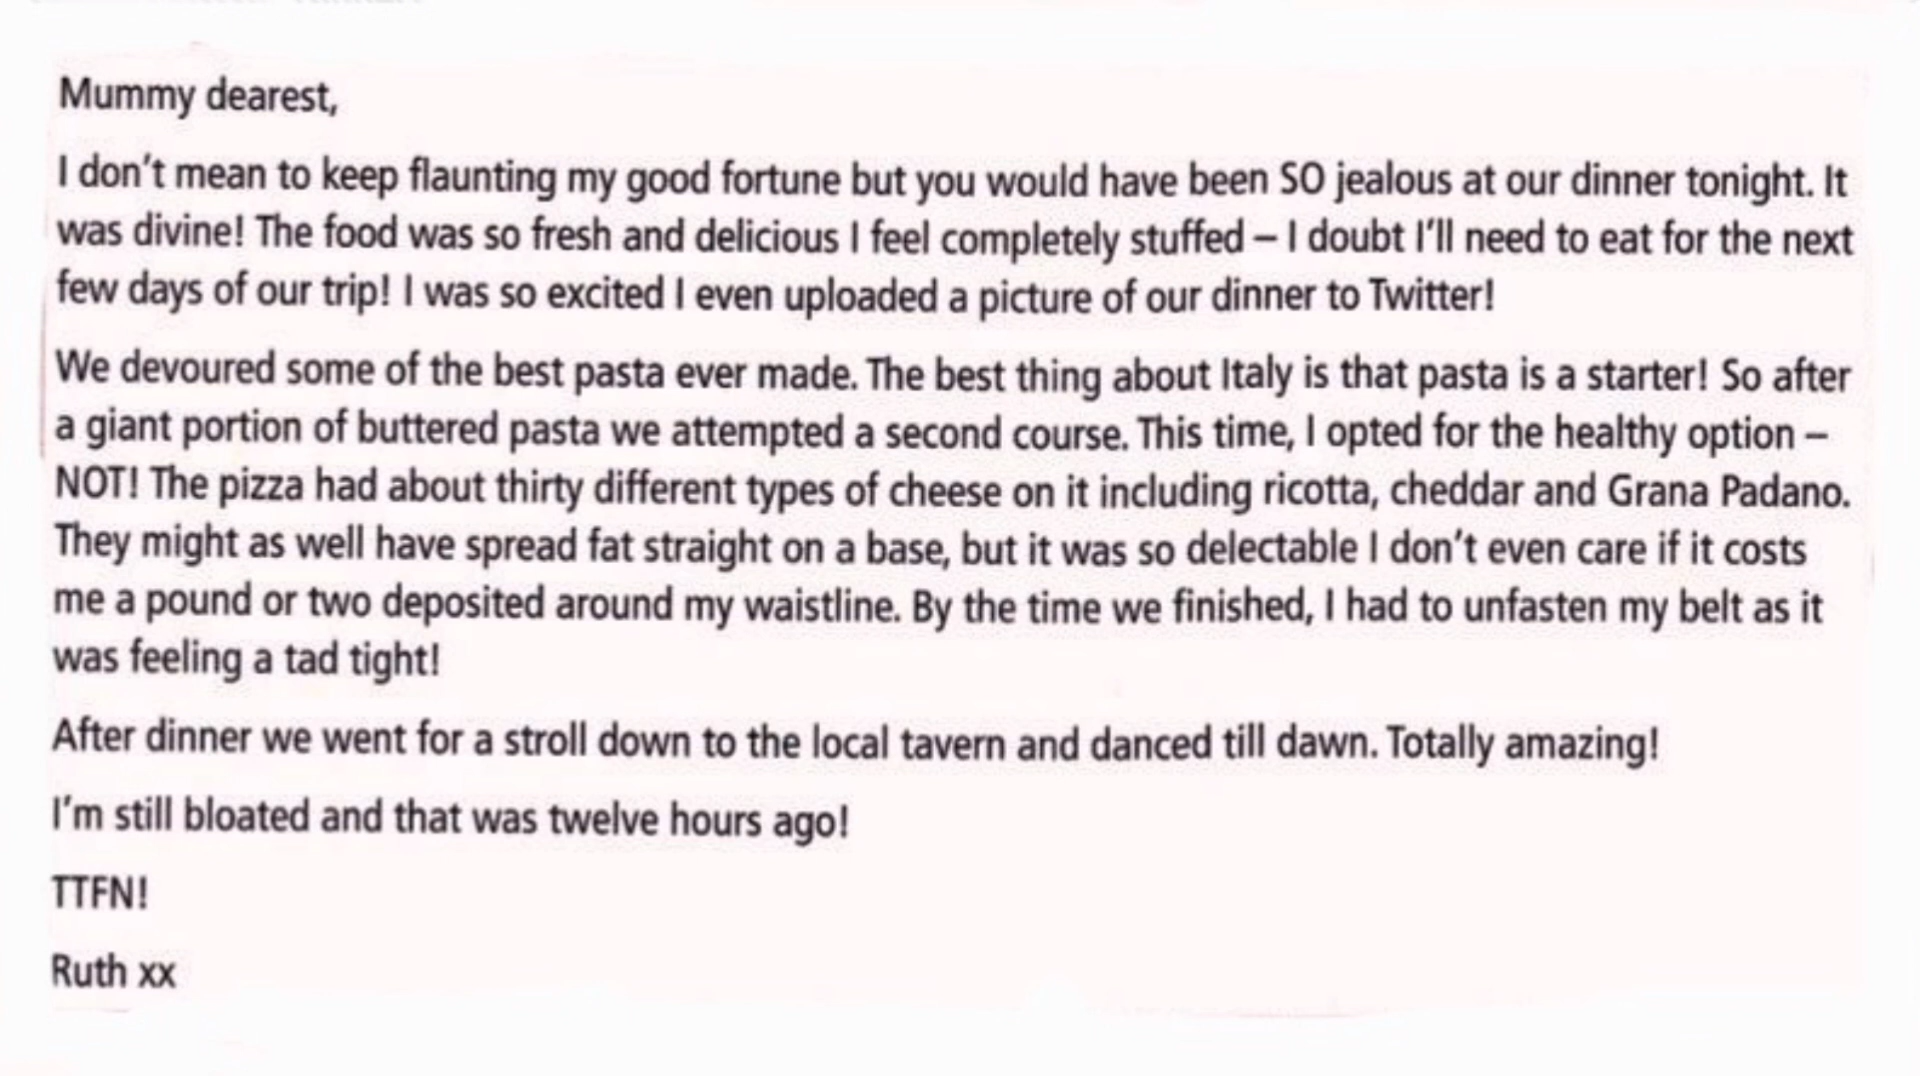 Mummy dearest,
I don't mean to keep flaunting my good fortune but you would have been SO jealous at our dinner tonight. It
was divine! The food was so fresh and delicious I feel completely stuffed – I doubt I'll need to eat for the next
few days of our trip! I was so excited I even uploaded a picture of our dinner to Twitter!
We devoured some of the best pasta ever made. The best thing about Italy is that pasta is a starter! So after
a giant portion of buttered pasta we attempted a second course. This time, I opted for the healthy option –
NOT! The pizza had about thirty different types of cheese on it including ricotta, cheddar and Grana Padano.
They might as well have spread fat straight on a base, but it was so delectable I don't even care if it costs
me a pound or two deposited around my waistline. By the time we finished, I had to unfasten my belt as it
was feeling a tad tight!
After dinner we went for a stroll down to the local tavern and danced till dawn. Totally amazing!
I'm still bloated and that was twelve hours ago!
TTFN!
Ruth xx